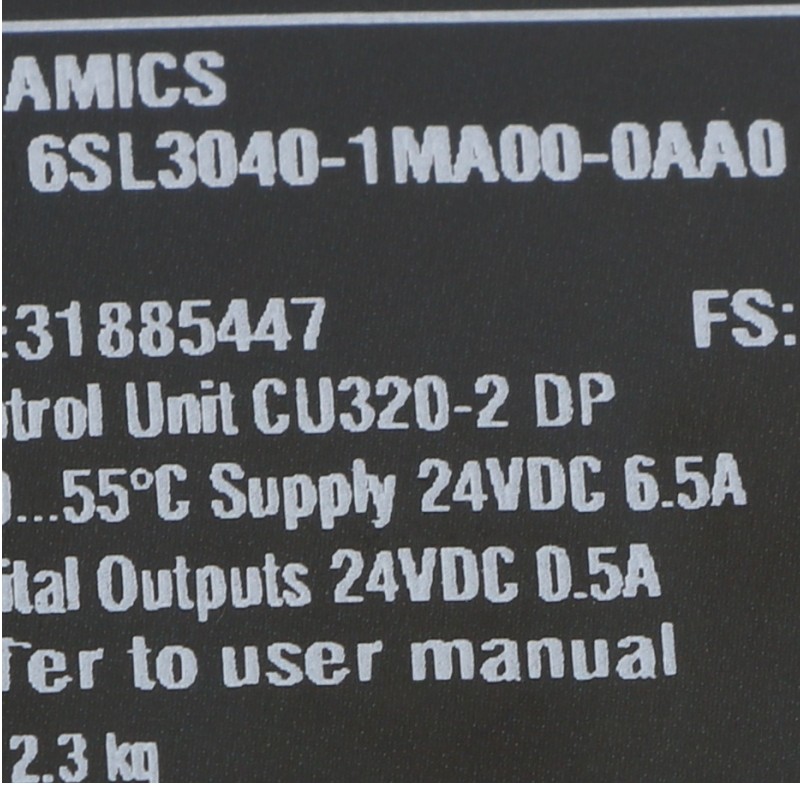 AMICS
6SL3040-1MA00-0AA0
E31885447 FS:
trol Unit CU320-2 DP
...55°C Supply 24VDC 6.5A
ital Outputs 24VDC 0.5A
fer to user manual
2.3 kg